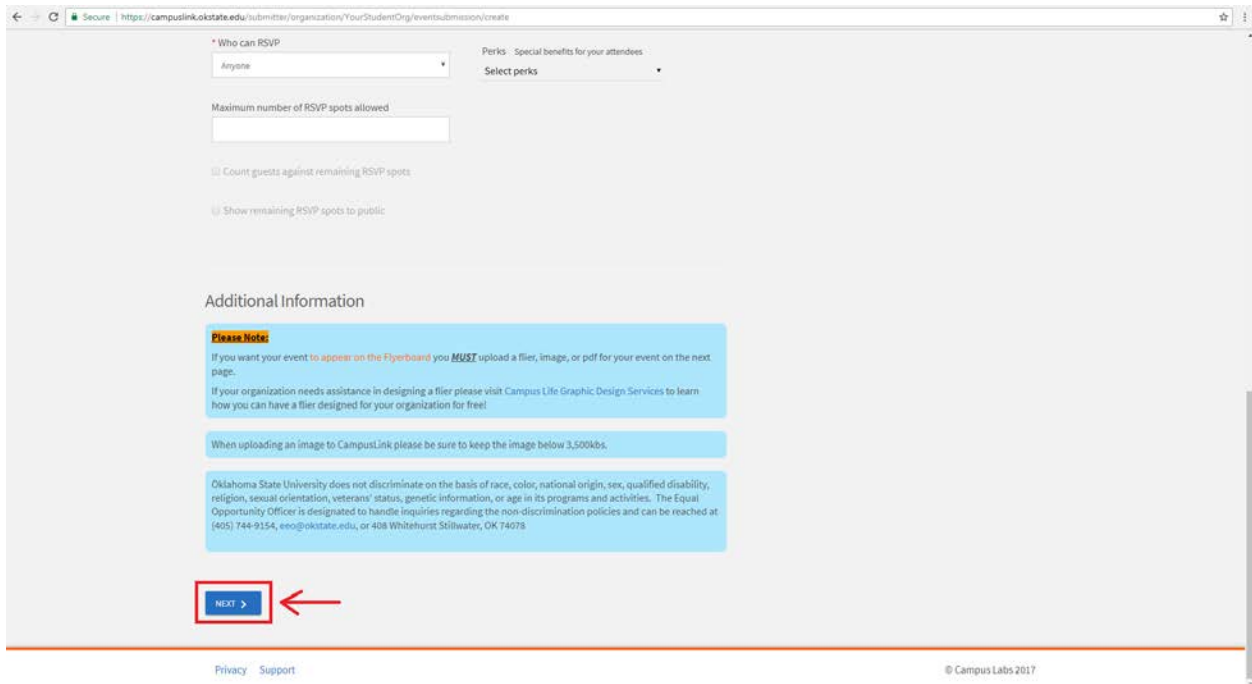 Secure | https://campuslink.okstate.edu/submitter/organization/YourStudentOrg/eventsubmission/create
* Who can RSVP
Anyone
Perks Special benefits for your attendees
Select perks
Maximum number of RSVP spots allowed
Count guests against remaining RSVP spots
Show remaining RSVP spots to public
Additional Information
Please Note:
If you want your event to appear on the Flyerboard you MUST upload a flier, image, or pdf for your event on the next
page.
If your organization needs assistance in designing a flier please visit Campus Life Graphic Design Services to learn
how you can have a flier designed for your organization for free!
When uploading an image to CampusLink please be sure to keep the image below 3,500kbs.
Oklahoma State University does not discriminate on the basis of race, color, national origin, sex, qualified disability,
religion, sexual orientation, veterans' status, genetic information, or age in its programs and activities. The Equal
Opportunity Officer is designated to handle inquiries regarding the non-discrimination policies and can be reached at
(405) 744-9154, eeo@okstate.edu, or 408 Whitehurst Stillwater, OK 74078
NEXT
Privacy Support
© Campus Labs 2017